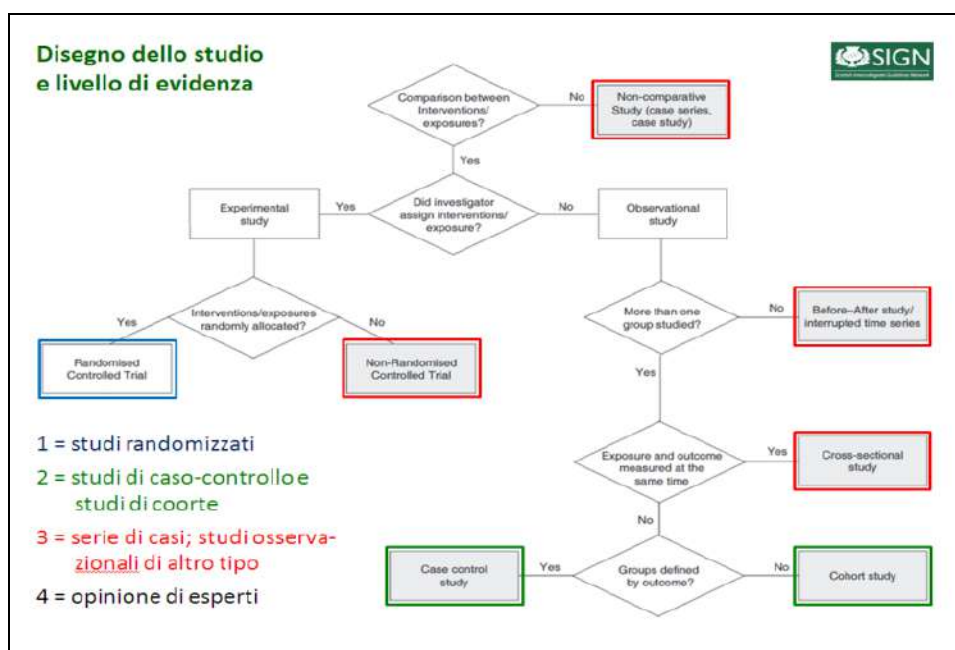 Disegno dello studio
e livello di evidenza
SIGN
Comparison between
Interventions/
exposures?
No
Non-comparative
Study (case series,
case study)
Yes
Experimental
study
Yes
Did investigator
assign interventions/
exposure?
No
Observational
study
Yes
Interventions/exposures
randomly allocated?
No
More than one
group studied?
No
Before–After study/
interrupted time series
Randomised
Controlled Trial
Non-Randomised
Controlled Trial
Yes
1 = studi randomizzati
2 = studi di caso-controllo e
studi di coorte
3 = serie di casi; studi osserva-
zionali di altro tipo
4 = opinione di esperti
Exposure and outcome
measured at the
same time
Yes
Cross-sectional
study
No
Case control
study
Yes
Groups defined
by outcome?
No
Cohort study